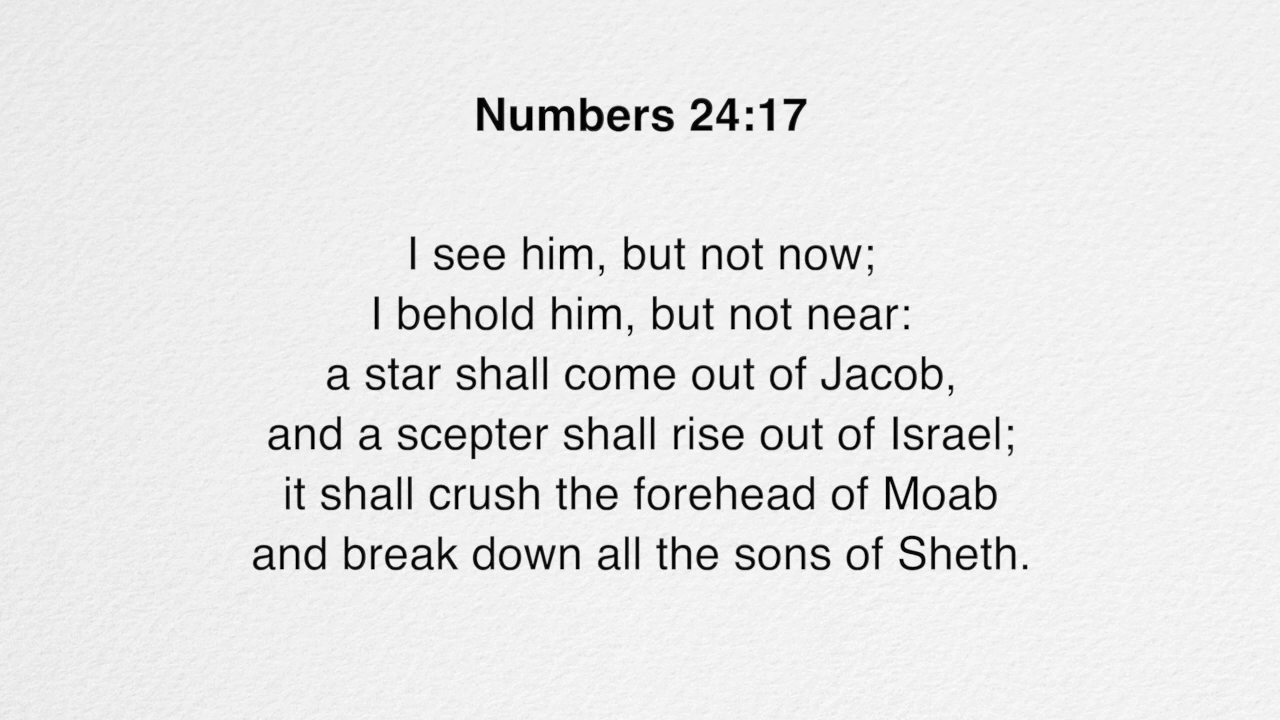 Numbers 24:17
I see him, but not now;
I behold him, but not near:
a star shall come out of Jacob,
and a scepter shall rise out of Israel;
it shall crush the forehead of Moab
and break down all the sons of Sheth.